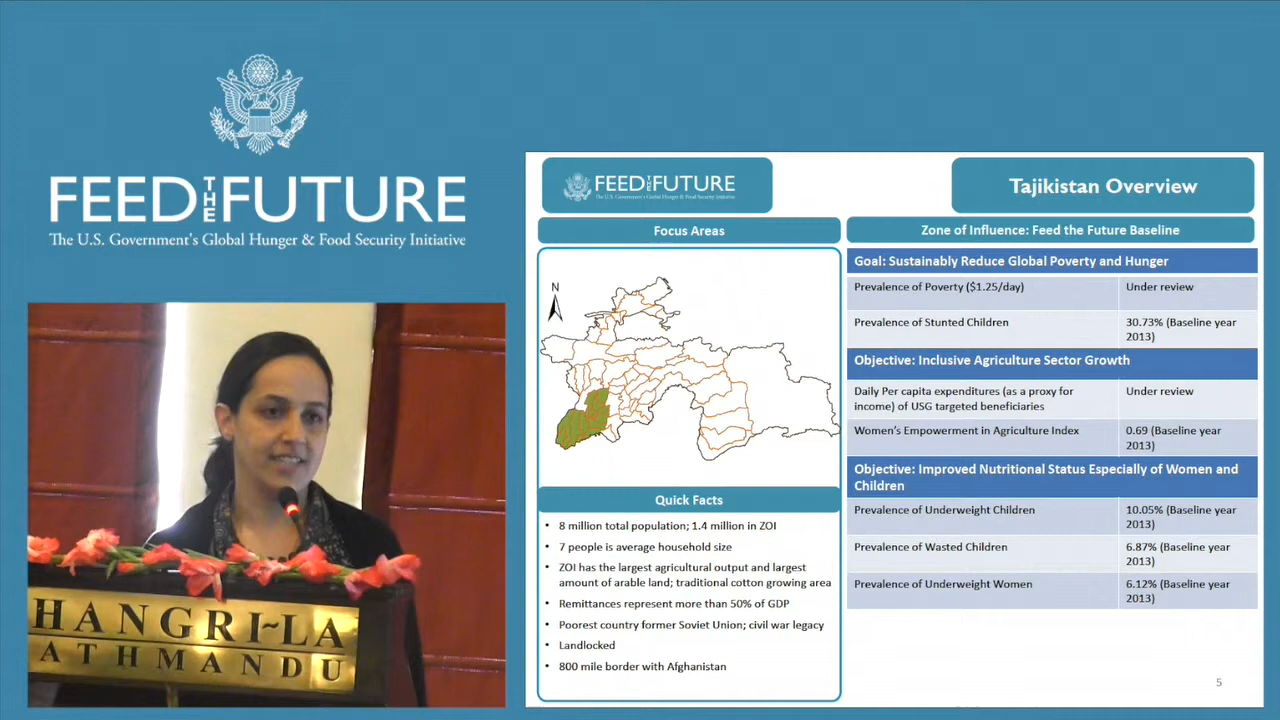 FEED THE FUTURE
The U.S. Government's Global Hunger & Food Security Initiative
HANGRI~LA
ATHMANDU
FEED THE FUTURE
The U.S. Government's Global Hunger & Food Security Initiative
Tajikistan Overview
Focus Areas
N
Quick Facts
• 8 million total population; 1.4 million in ZOI
• 7 people is average household size
• ZOI has the largest agricultural output and largest
amount of arable land; traditional cotton growing area
• Remittances represent more than 50% of GDP
• Poorest country former Soviet Union; civil war legacy
• Landlocked
• 800 mile border with Afghanistan
Zone of Influence: Feed the Future Baseline
Goal: Sustainably Reduce Global Poverty and Hunger
Prevalence of Poverty ($1.25/day) Under review
Prevalence of Stunted Children 30.73% (Baseline year
2013)
Objective: Inclusive Agriculture Sector Growth
Daily Per capita expenditures (as a proxy for Under review
income) of USG targeted beneficiaries
Women's Empowerment in Agriculture Index 0.69 (Baseline year
2013)
Objective: Improved Nutritional Status Especially of Women and
Children
Prevalence of Underweight Children 10.05% (Baseline year
2013)
Prevalence of Wasted Children 6.87% (Baseline year
2013)
Prevalence of Underweight Women 6.12% (Baseline year
2013)
5